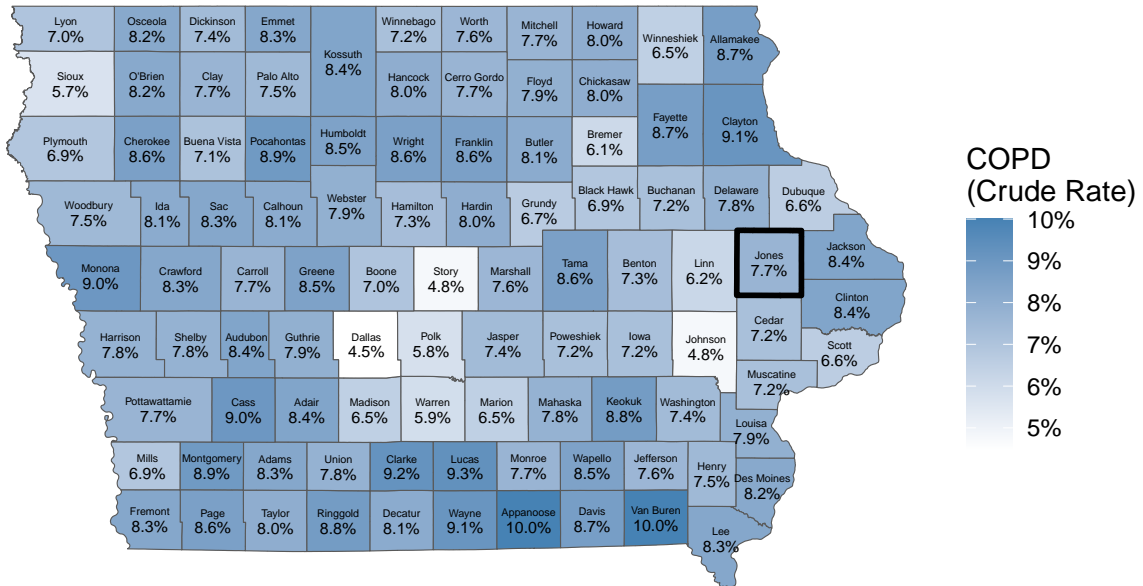 Lyon
7.0%
Osceola
8.2%
Dickinson
7.4%
Emmet
8.3%
Kossuth
8.4%
Winnebago
7.2%
Worth
7.6%
Mitchell
7.7%
Howard
8.0%
Winneshiek
6.5%
Allamakee
8.7%
Sioux
5.7%
O'Brien
8.2%
Clay
7.7%
Palo Alto
7.5%
Hancock
8.0%
Cerro Gordo
7.7%
Floyd
7.9%
Chickasaw
8.0%
Fayette
8.7%
Clayton
9.1%
Plymouth
6.9%
Cherokee
8.6%
Buena Vista
7.1%
Pocahontas
8.9%
Humboldt
8.5%
Wright
8.6%
Franklin
8.6%
Butler
8.1%
Bremer
6.1%
Woodbury
7.5%
Ida
8.1%
Sac
8.3%
Calhoun
8.1%
Webster
7.9%
Hamilton
7.3%
Hardin
8.0%
Grundy
6.7%
Black Hawk
6.9%
Buchanan
7.2%
Delaware
7.8%
Dubuque
6.6%
Monona
9.0%
Crawford
8.3%
Carroll
7.7%
Greene
8.5%
Boone
7.0%
Story
4.8%
Marshall
7.6%
Tama
8.6%
Benton
7.3%
Linn
6.2%
Jones
7.7%
Jackson
8.4%
Clinton
8.4%
Harrison
7.8%
Shelby
7.8%
Audubon
8.4%
Guthrie
7.9%
Dallas
4.5%
Polk
5.8%
Jasper
7.4%
Poweshiek
7.2%
Iowa
7.2%
Johnson
4.8%
Cedar
7.2%
Scott
6.6%
Muscatine
7.2%
Pottawattamie
7.7%
Cass
9.0%
Adair
8.4%
Madison
6.5%
Warren
5.9%
Marion
6.5%
Mahaska
7.8%
Keokuk
8.8%
Washington
7.4%
Louisa
7.9%
Mills
6.9%
Montgomery
8.9%
Adams
8.3%
Union
7.8%
Clarke
9.2%
Lucas
9.3%
Monroe
7.7%
Wapello
8.5%
Jefferson
7.6%
Henry
7.5%
Des Moines
8.2%
Fremont
8.3%
Page
8.6%
Taylor
8.0%
Ringgold
8.8%
Decatur
8.1%
Wayne
9.1%
Appanoose
10.0%
Davis
8.7%
Van Buren
10.0%
Lee
8.3%
COPD
(Crude Rate)
10%
9%
8%
7%
6%
5%